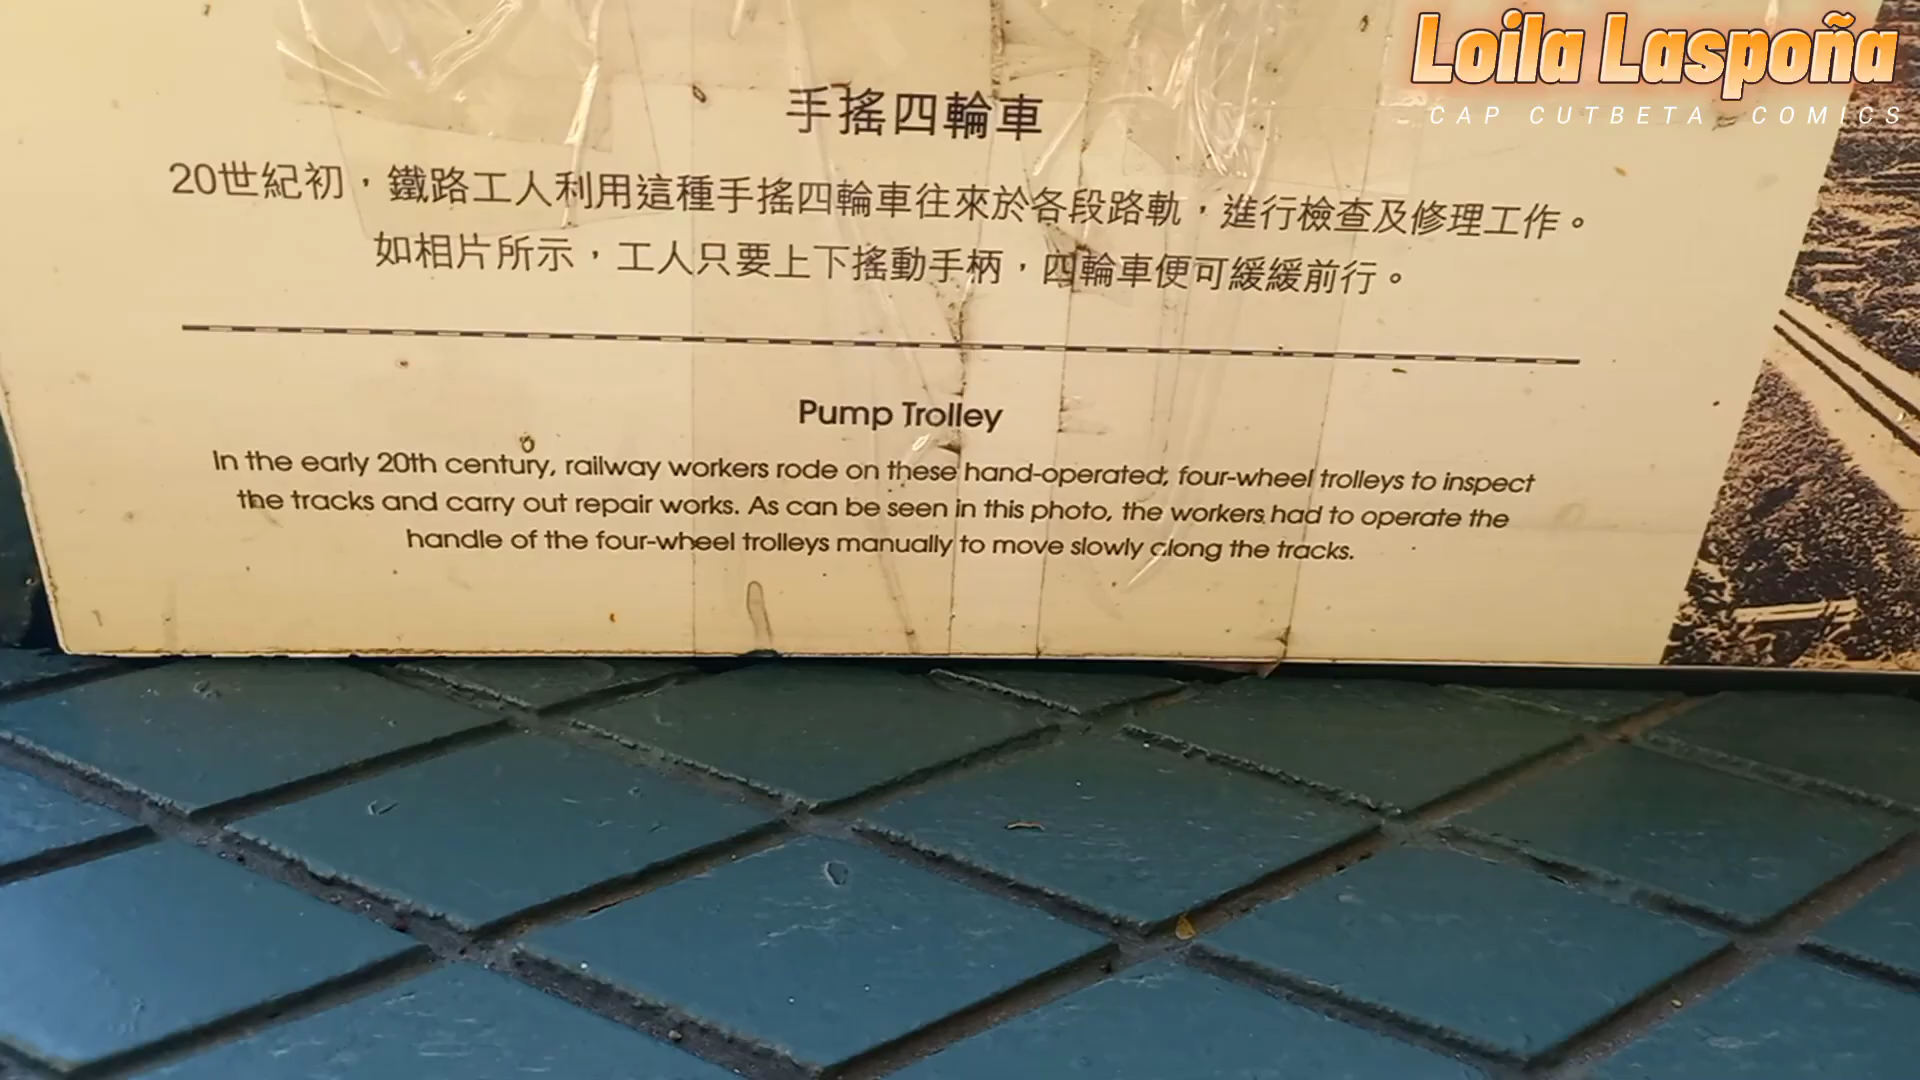 Loila Laspoña
CAP CUTBETA COMICS
手搖四輪車
20世紀初，鐵路工人利用這種手搖四輪車往來於各段路軌，進行檢查及修理工作。
如相片所示，工人只要上下搖動手柄，四輪車便可緩緩前行。
Pump Trolley
In the early 20th century, railway workers rode on these hand-operated, four-wheel trolleys to inspect
the tracks and carry out repair works. As can be seen in this photo, the workers had to operate the
handle of the four-wheel trolleys manually to move slowly along the tracks.